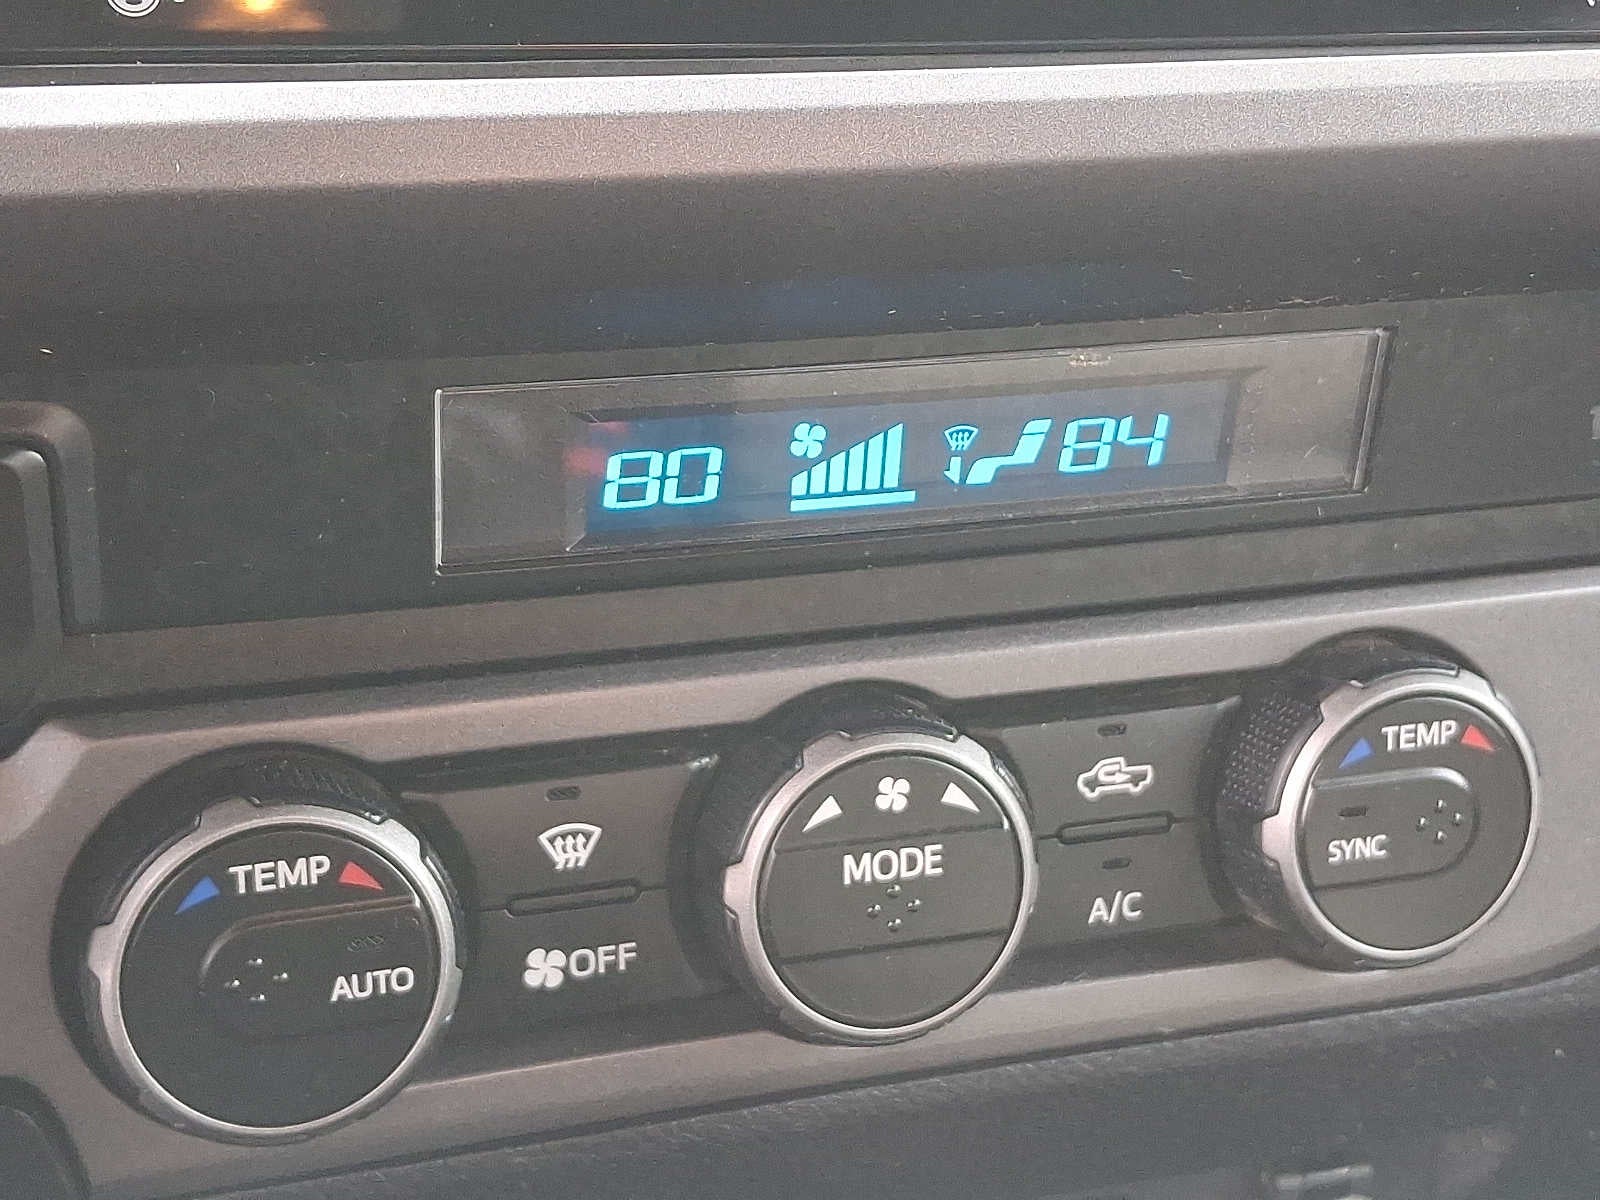 80 84
TEMP
AUTO
OFF
MODE
A/C
TEMP
SYNC